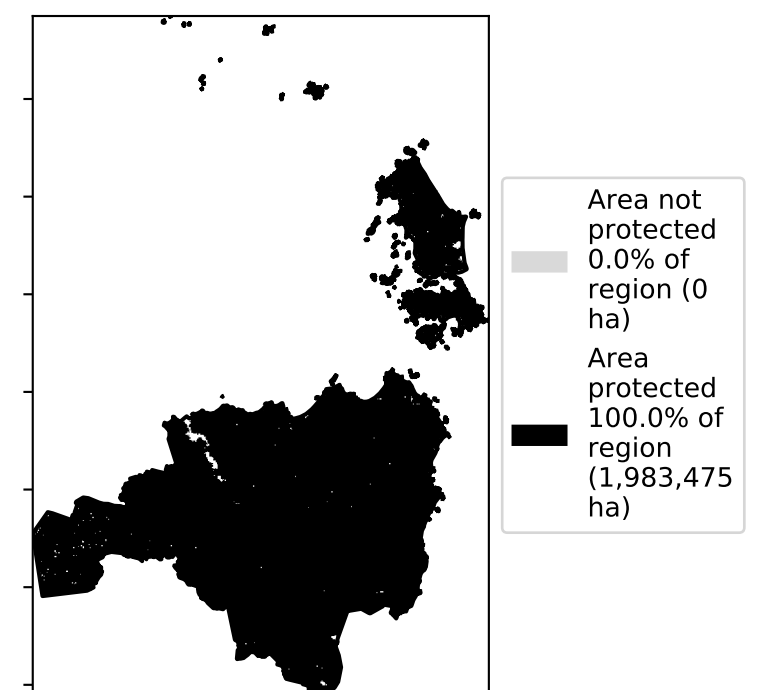 Area not
protected
0.0% of
region (0
ha)
Area
protected
100.0% of
region
(1,983,475
ha)